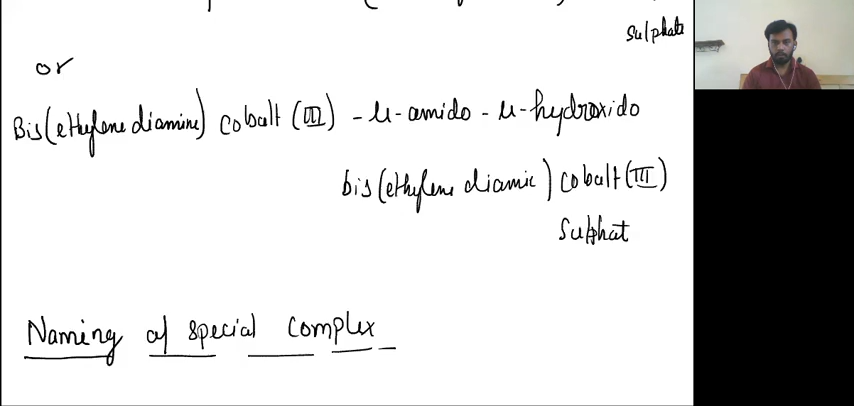 sulphate
or
Bis(ethylene diamine) cobalt (III) - μ-amido - μ-hydroxido
bis(ethylene diamic) cobalt (III)
Sulphat
Naming of special complex